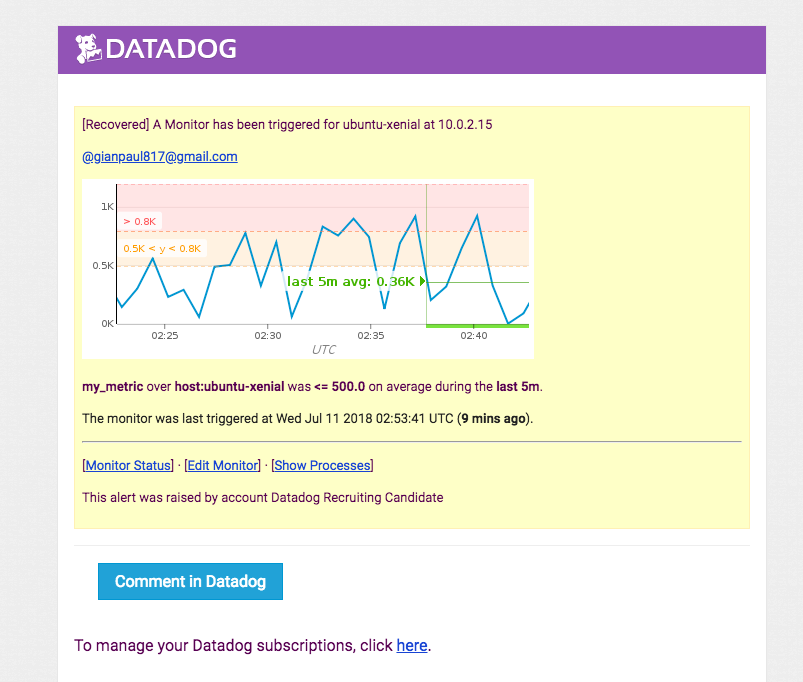 DATADOG
[Recovered] A Monitor has been triggered for ubuntu-xenial at 10.0.2.15
@gianpaul817@gmail.com
1K
> 0.8K
0.5K < y < 0.8K
0.5K
last 5m avg: 0.36K
0K
02:25 02:30 02:35 02:40
UTC
my_metric over host:ubuntu-xenial was <= 500.0 on average during the last 5m.
The monitor was last triggered at Wed Jul 11 2018 02:53:41 UTC (9 mins ago).
[Monitor Status] · [Edit Monitor] · [Show Processes]
This alert was raised by account Datadog Recruiting Candidate
Comment in Datadog
To manage your Datadog subscriptions, click here.